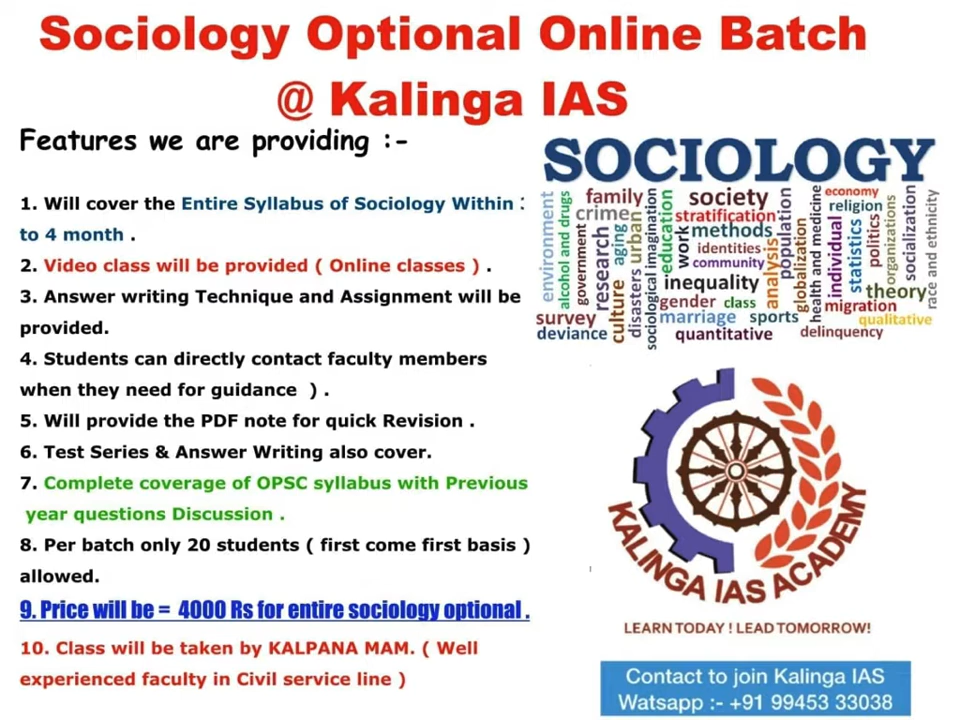 Sociology Optional Online Batch
@ Kalinga IAS
Features we are providing :-
1. Will cover the Entire Syllabus of Sociology Within
to 4 month .
2. Video class will be provided ( Online classes ) .
3. Answer writing Technique and Assignment will be
provided.
4. Students can directly contact faculty members
when they need for guidance ) .
5. Will provide the PDF note for quick Revision .
6. Test Series & Answer Writing also cover.
7. Complete coverage of OPSC syllabus with Previous
year questions Discussion .
8. Per batch only 20 students ( first come first basis )
allowed.
9. Price will be = 4000 Rs for entire sociology optional .
10. Class will be taken by KALPANA MAM. ( Well
experienced faculty in Civil service line )
SOCIOLOGY
environment
alcohol and drugs
family
crime
government
research
aging
urban
culture
disasters
sociological imagination
education
society
stratification
work
methods
identities
community
inequality
gender
class
marriage
sports
quantitative
survey
deviance
analysis
population
globalization
health and medicine
economy
religion
individual
statistics
politics
organizations
socialization
race and ethnicity
theory
migration
qualitative
delinquency
KALINGA IAS ACADEMY
LEARN TODAY ! LEAD TOMORROW!
Contact to join Kalinga IAS
Watsapp :- +91 99453 33038